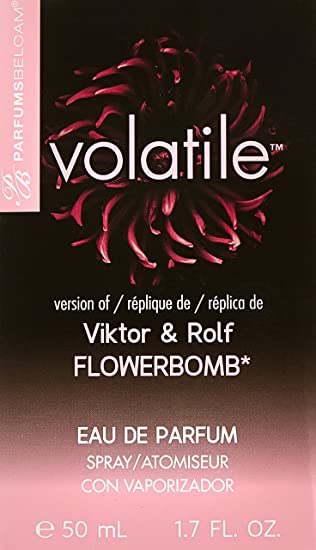 PB PARFUMSBELCAM®
volatile™
version of / réplique de / réplica de
Viktor & Rolf
FLOWERBOMB*
EAU DE PARFUM
SPRAY/ATOMISEUR
CON VAPORIZADOR
℮ 50 mL 1.7 FL. OZ.